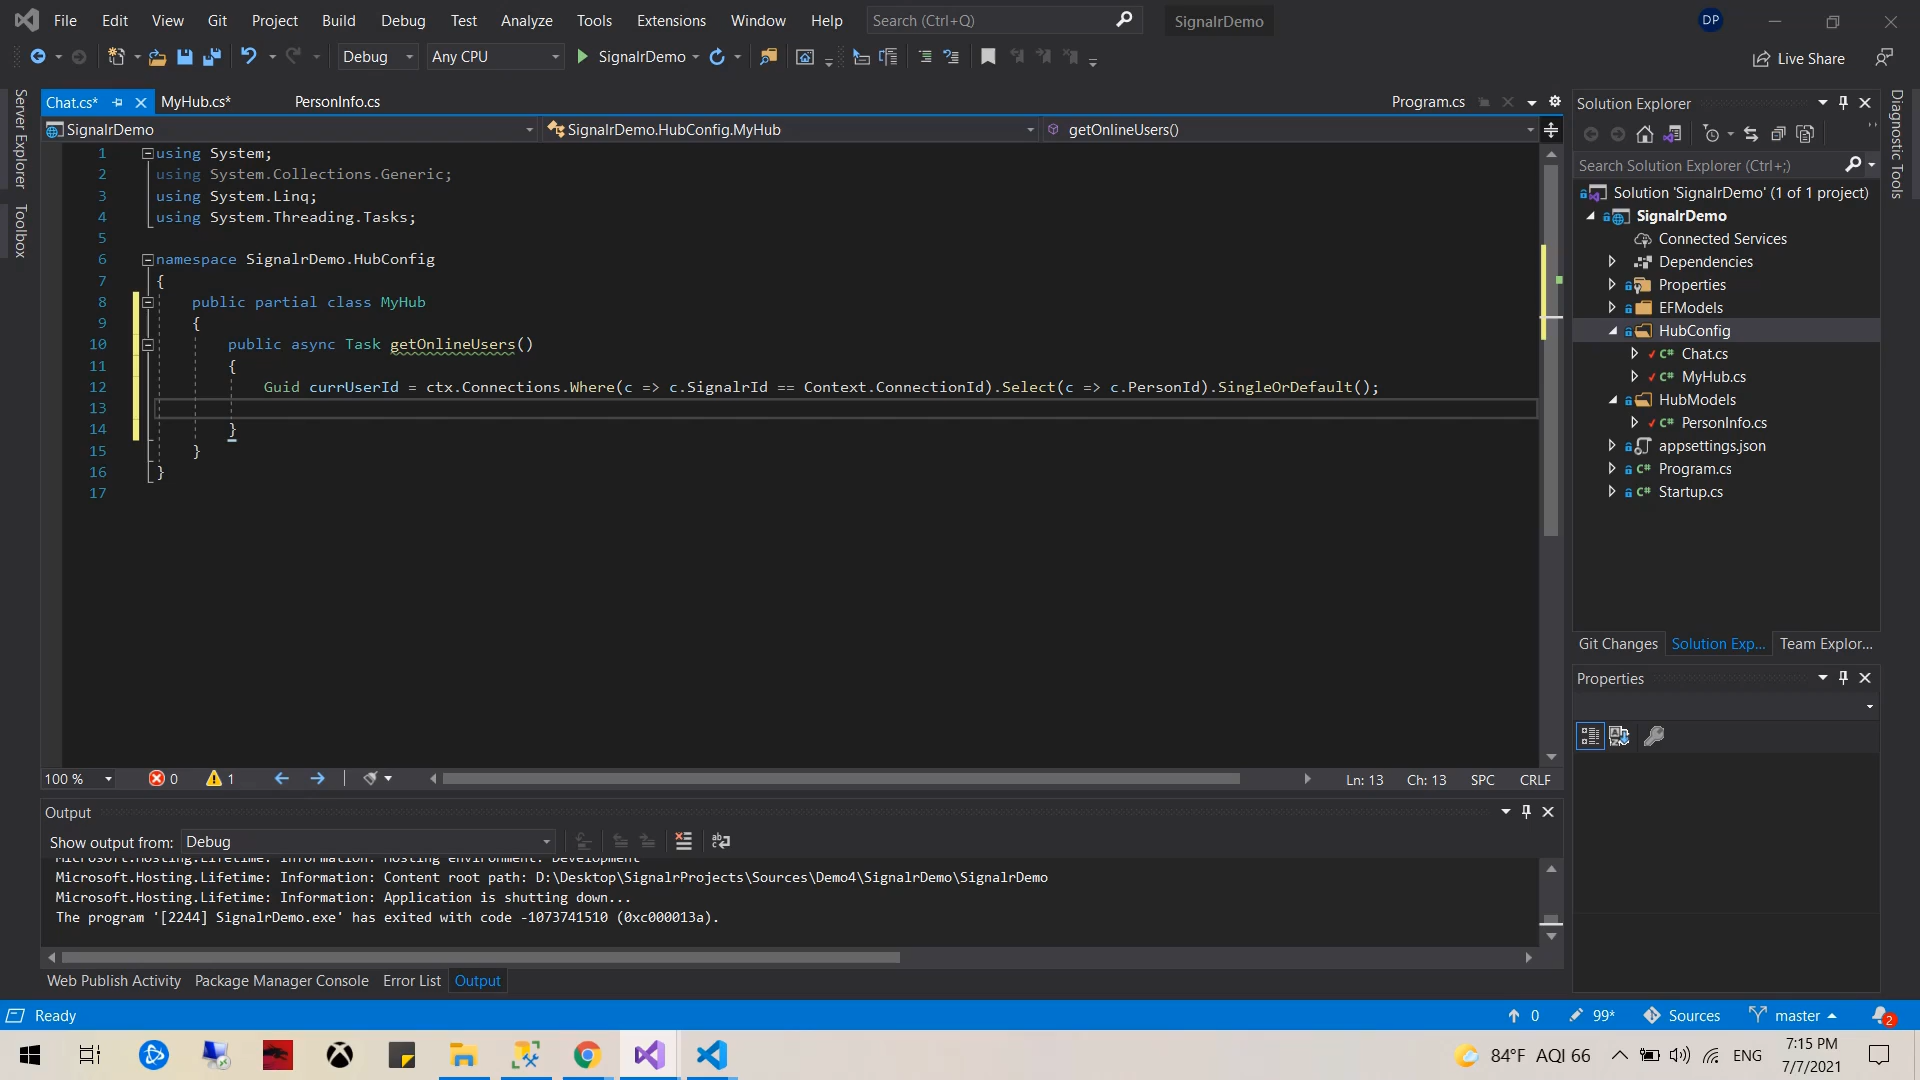 File Edit View Git Project Build Debug Test Analyze Tools Extensions Window Help Search (Ctrl+Q) SignalrDemo DP
Debug Any CPU SignalrDemo Live Share
Server Explorer
Toolbox
Chat.cs* MyHub.cs* PersonInfo.cs Program.cs
SignalrDemo SignalrDemo.HubConfig.MyHub getOnlineUsers()
1 using System;
2 using System.Collections.Generic;
3 using System.Linq;
4 using System.Threading.Tasks;
5
6 namespace SignalrDemo.HubConfig
7 {
8 public partial class MyHub
9 {
10 public async Task getOnlineUsers()
11 {
12 Guid currUserId = ctx.Connections.Where(c => c.SignalrId == Context.ConnectionId).Select(c => c.PersonId).SingleOrDefault();
13
14 }
15 }
16 }
17
100 % 0 1 Ln: 13 Ch: 13 SPC CRLF
Output
Show output from: Debug
Microsoft.Hosting.Lifetime: Information: Hosting environment: Development
Microsoft.Hosting.Lifetime: Information: Content root path: D:\Desktop\SignalrProjects\Sources\Demo4\SignalrDemo\SignalrDemo
Microsoft.Hosting.Lifetime: Information: Application is shutting down...
The program '[2244] SignalrDemo.exe' has exited with code -1073741510 (0xc000013a).
Web Publish Activity Package Manager Console Error List Output
Solution Explorer
Search Solution Explorer (Ctrl+;)
Solution 'SignalrDemo' (1 of 1 project)
SignalrDemo
Connected Services
Dependencies
Properties
EFModels
HubConfig
C# Chat.cs
C# MyHub.cs
HubModels
C# PersonInfo.cs
appsettings.json
C# Program.cs
C# Startup.cs
Git Changes Solution Exp... Team Explor...
Properties
Diagnostic Tools
Ready 0 99* Sources master 2
84°F AQI 66 ENG 7:15 PM
7/7/2021